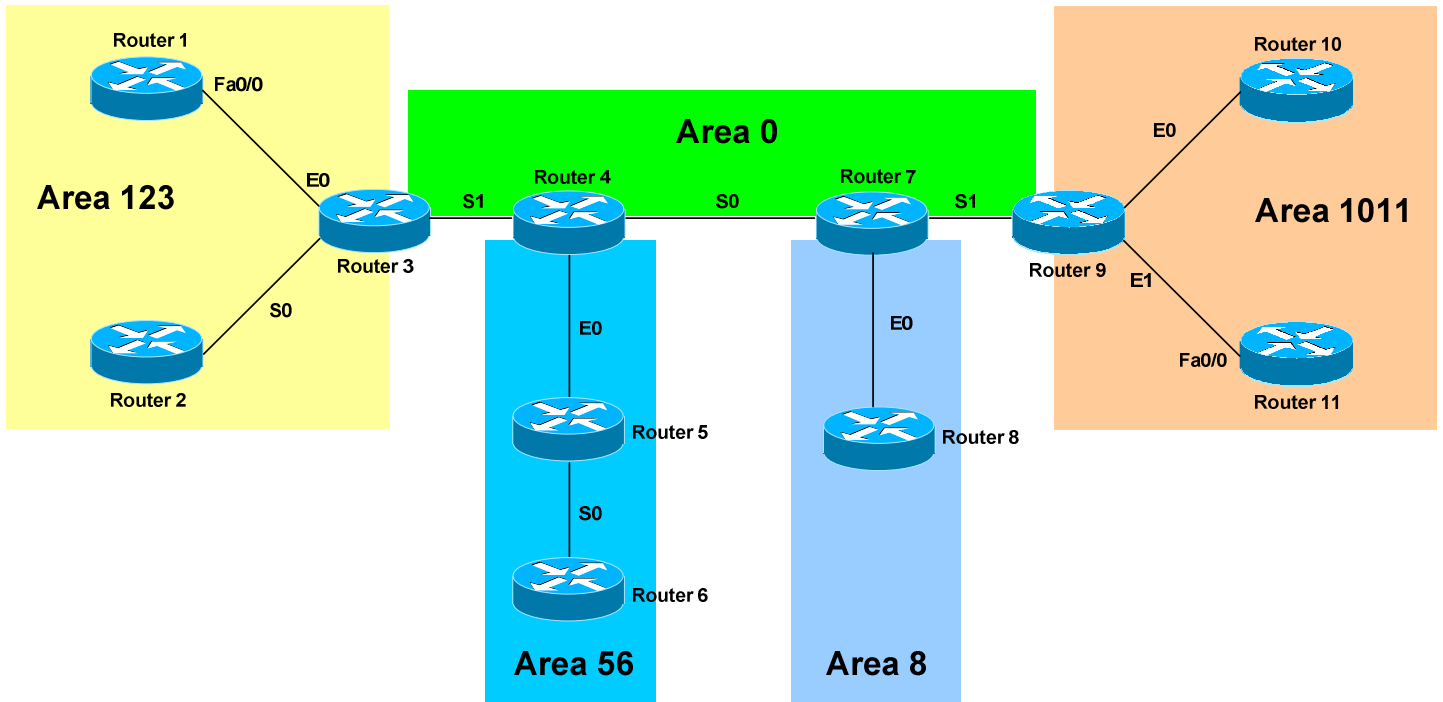 Router 1
Fa0/0
Area 123
E0
Router 3
S0
Router 2
Area 0
S1
Router 4
S0
Router 7
S1
Router 9
E0
Router 5
S0
Router 6
Area 56
E0
Router 8
Area 8
Router 10
E0
Area 1011
E1
Fa0/0
Router 11